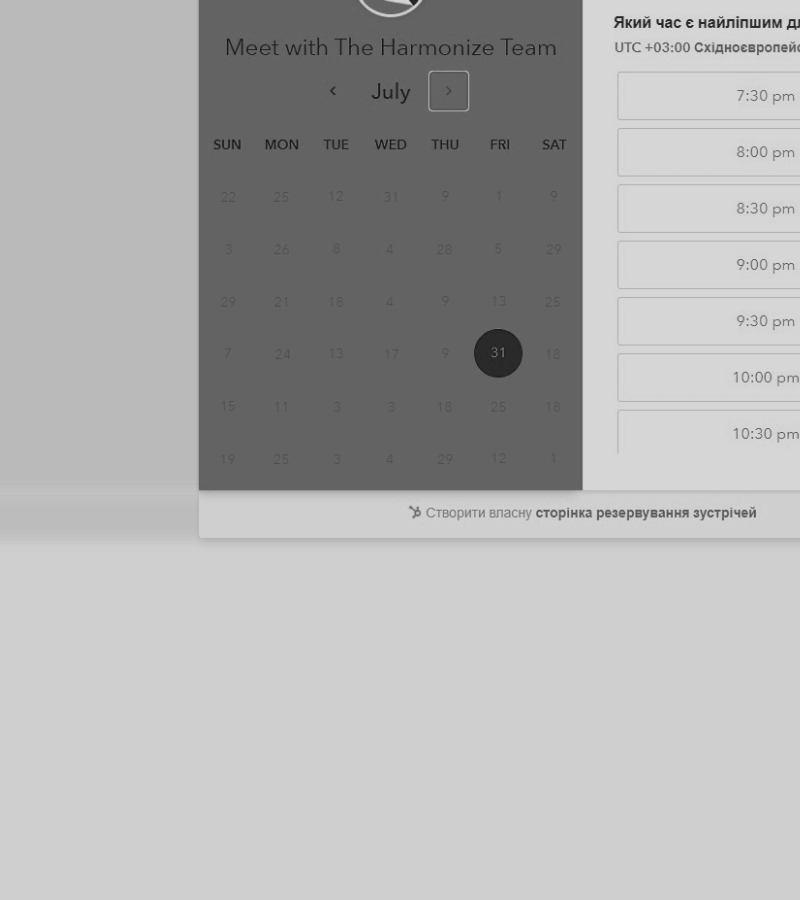 Meet with The Harmonize Team
July
SUN MON TUE WED THU FRI SAT
22 25 12 31 9 1 9
3 26 8 4 28 5 29
29 21 18 4 9 13 25
7 24 13 17 9 31 18
15 11 3 3 18 25 18
19 25 3 4 29 12 1
Який час є найліпшим
UTC +03:00
7:30 pm
8:00 pm
8:30 pm
9:00 pm
9:30 pm
10:00 pm
10:30 pm
Створити власну сторінка резервування зустрічей